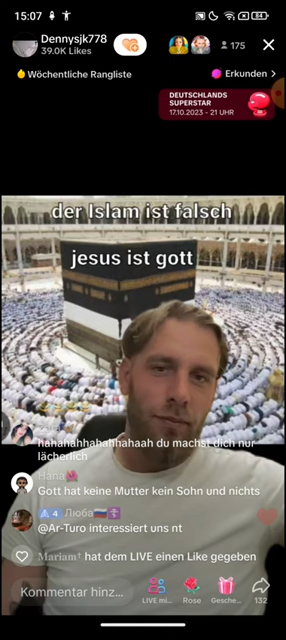 15:07
84
Dennysjk778
39.0K Likes
175
Wöchentliche Rangliste
Erkunden >
DEUTSCHLANDS
SUPERSTAR
17.10.2023 - 21 UHR
der Islam ist falsch
jesus ist gott
hahahahhahahhahaah du machst dich nur
lächerlich
Hana
Gott hat keine Mutter kein Sohn und nichts
4 Люба
@Ar-Turo interessiert uns nt
Mariam† hat dem LIVE einen Like gegeben
Kommentar hinz...
LIVE mi...
Rose
Gesche...
132